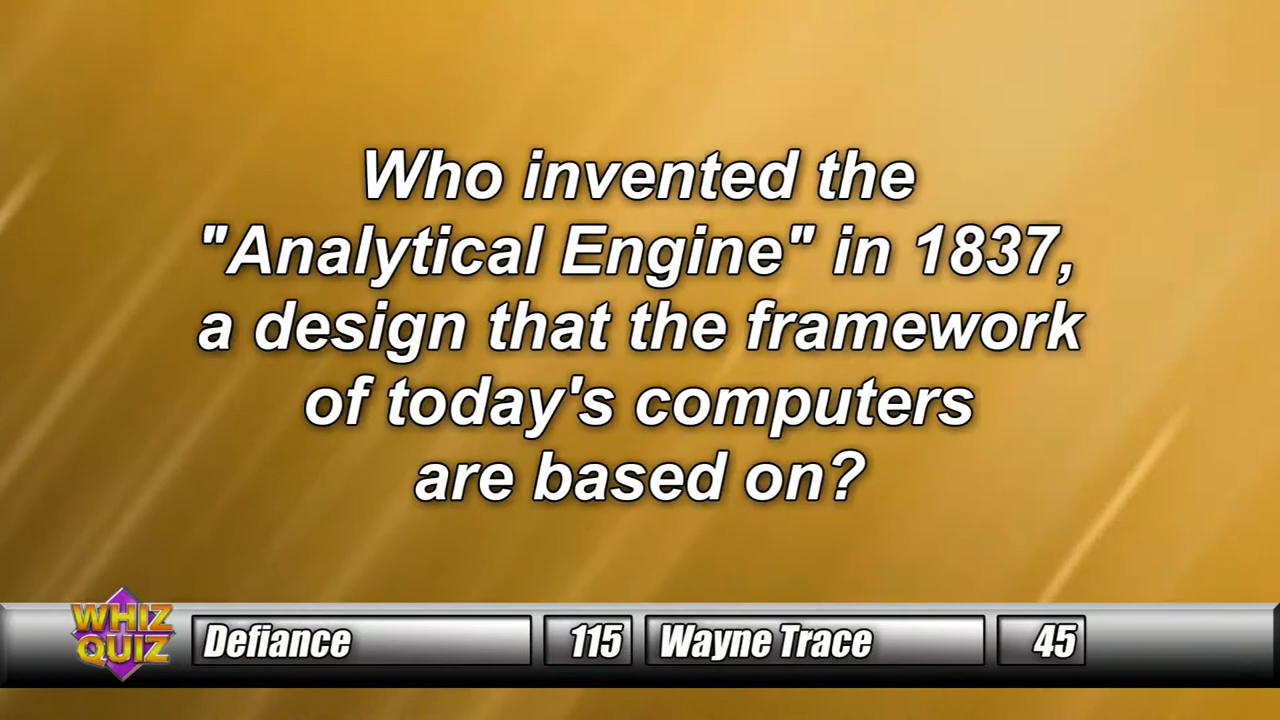 Who invented the
"Analytical Engine" in 1837,
a design that the framework
of today's computers
are based on?
WHIZ
QUIZ
Defiance 115 Wayne Trace 45